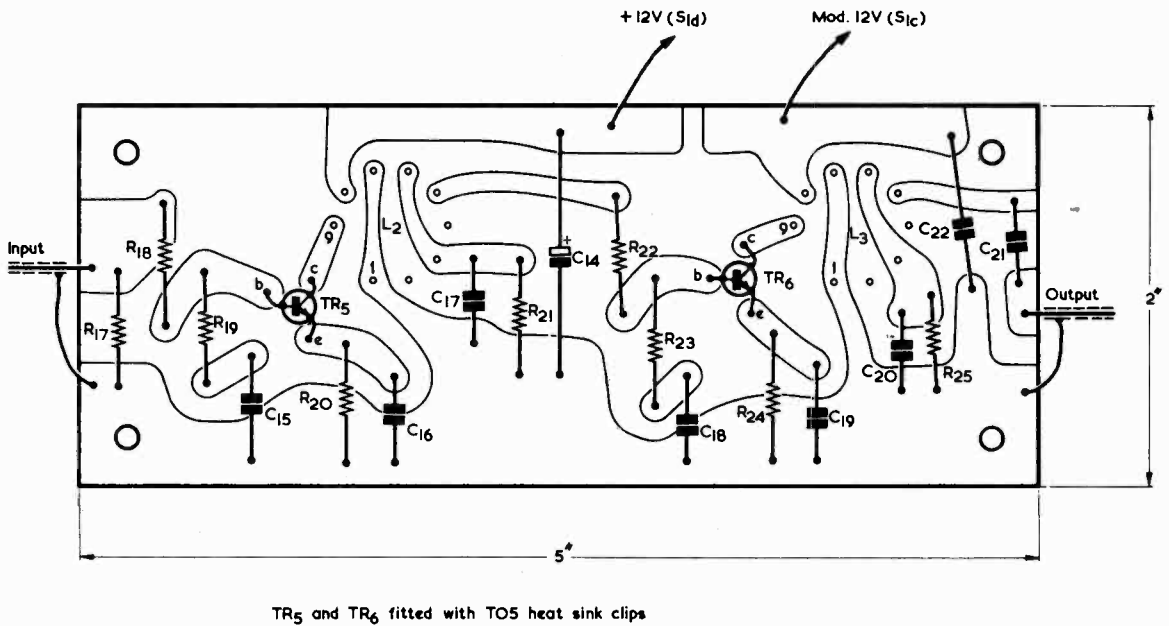 +12V (S1d)
Mod. 12V (S1c)
Input
R18
R17
R19
b
c
TR5
e
9
L2
1
C17
R21
+
C14
R22
C15
R20
C16
R23
C18
b
c
TR6
e
9
L3
1
R24
C19
C22
C21
C20
R25
Output
2"
5"
TR5 and TR6 fitted with TO5 heat sink clips